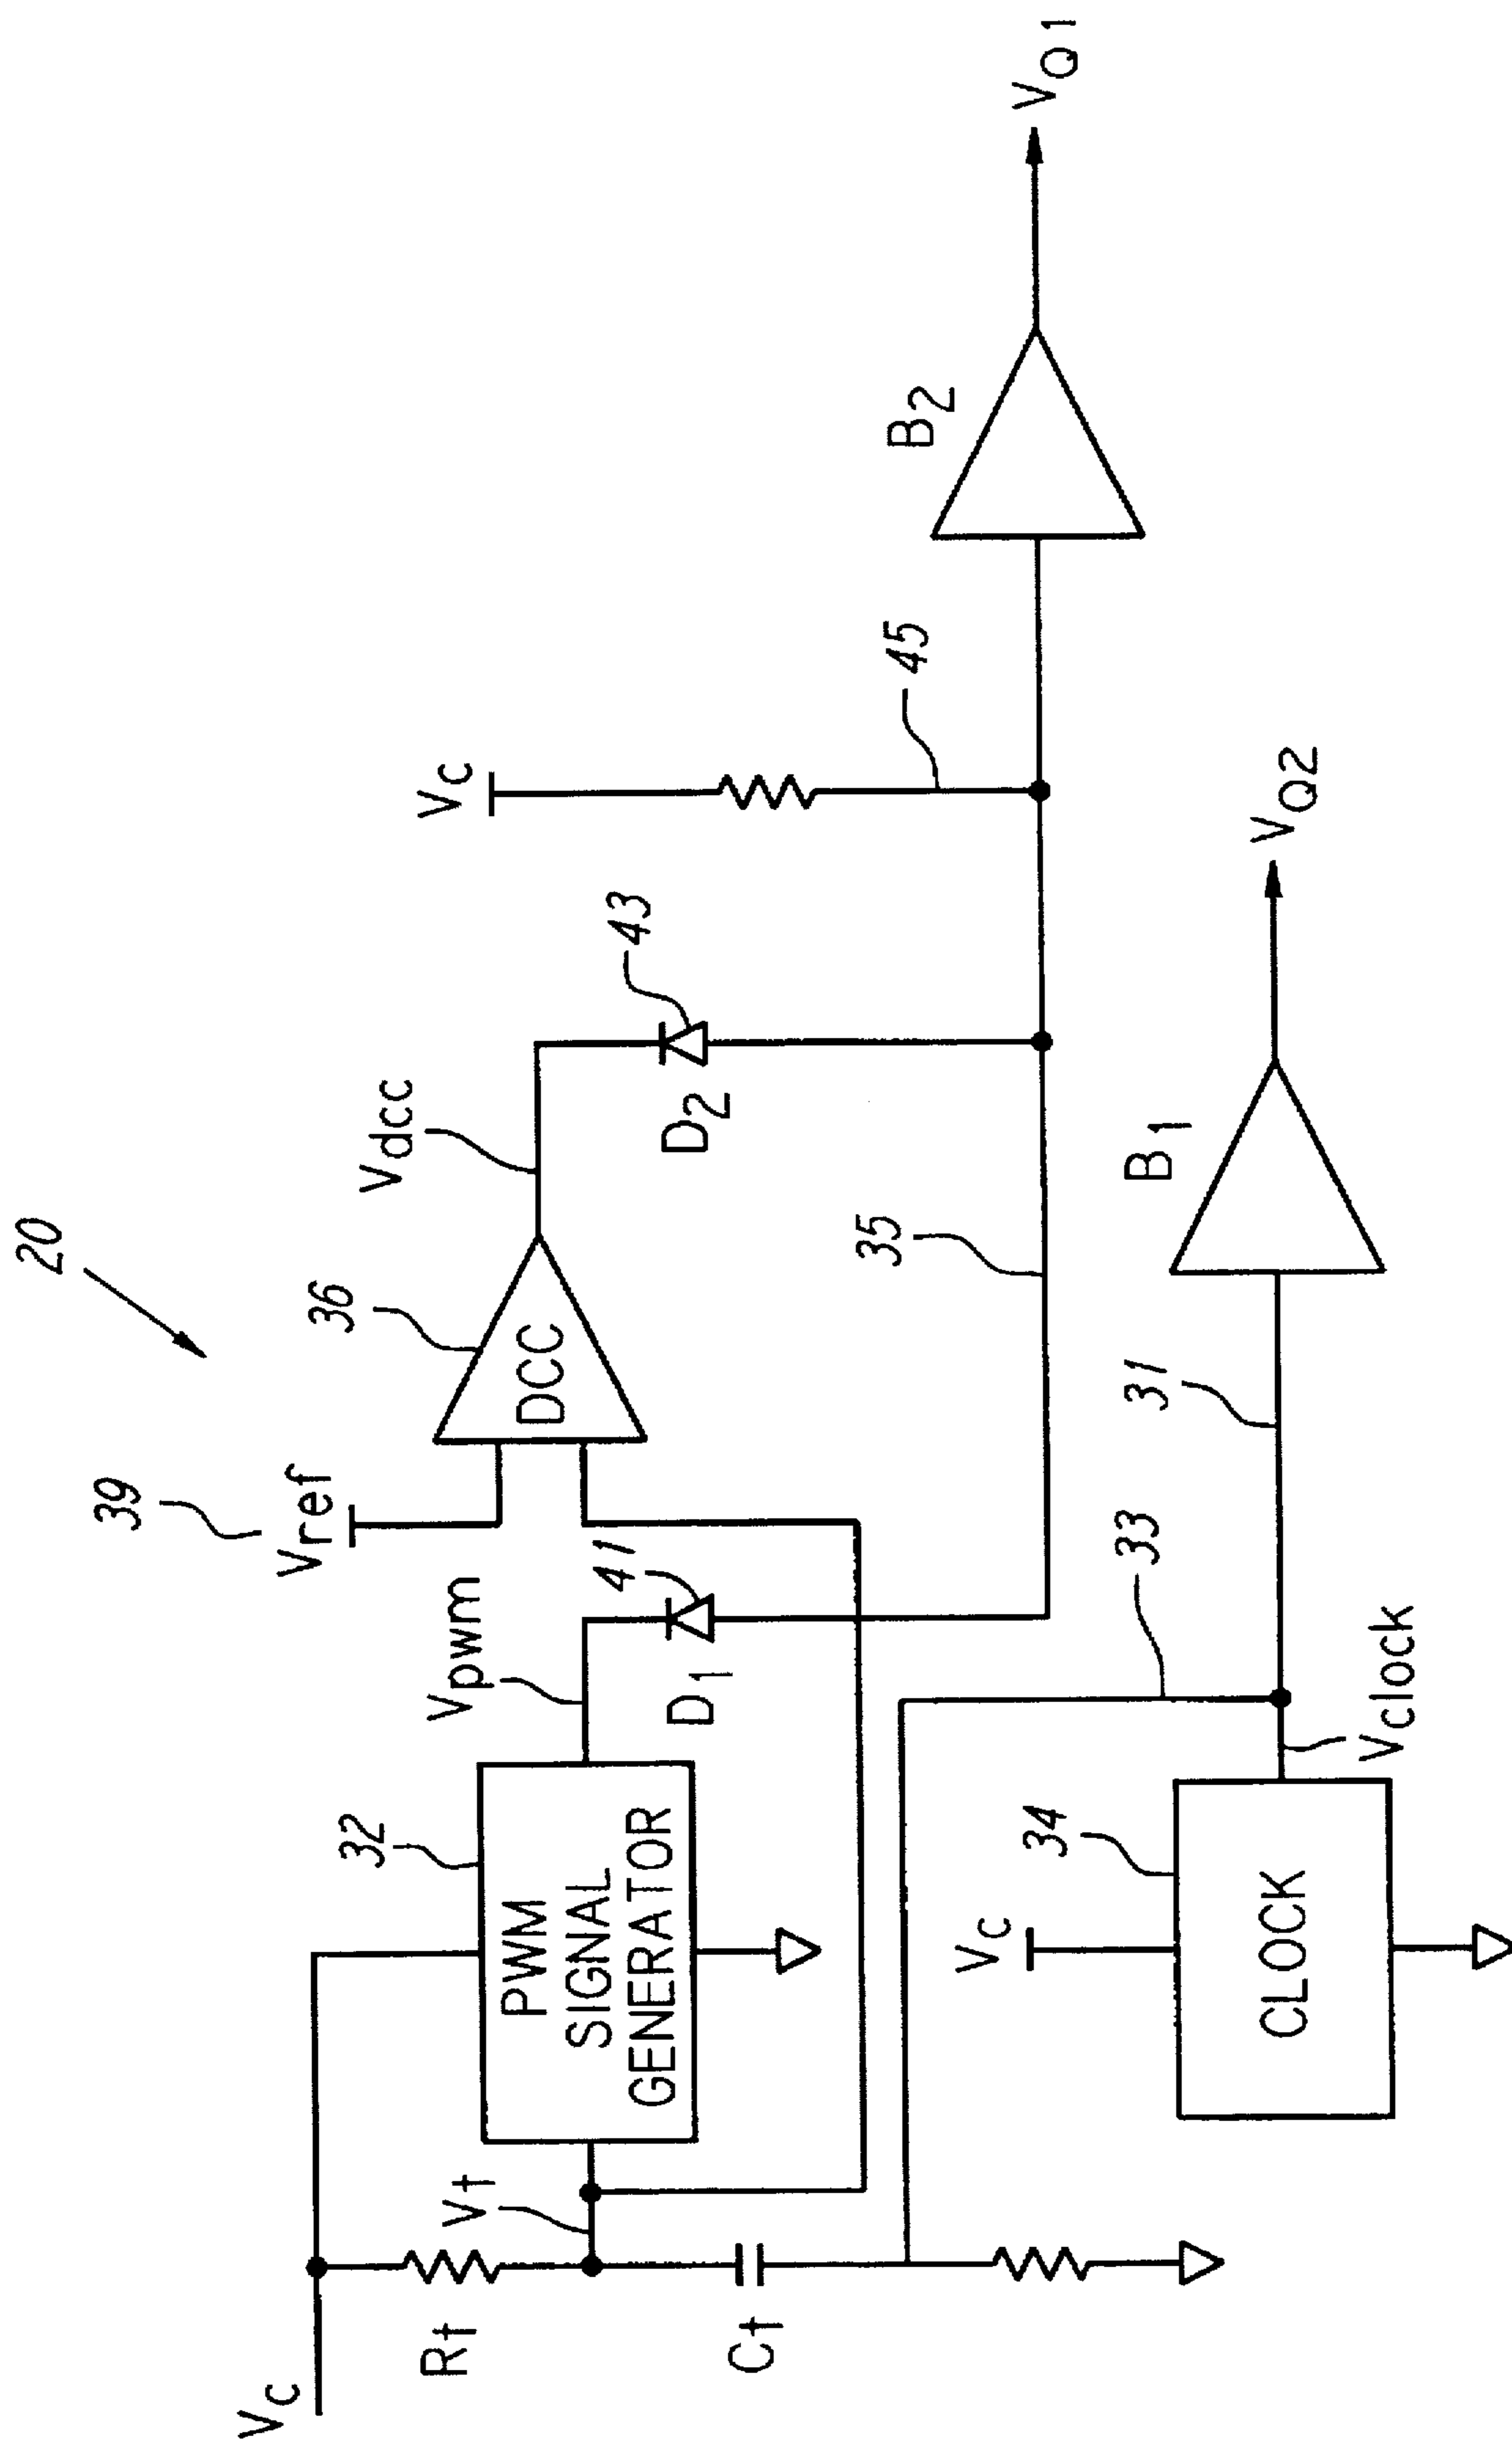 20
39
Vref
36
DCC
Vdcc
Vc
Vc
32
PWM
SIGNAL
GENERATOR
Vpwm
41
D1
43
D2
45
B2
VQ1
Rt
Vt
Ct
35
33
34
Vc
CLOCK
Vclock
31
B1
VQ2